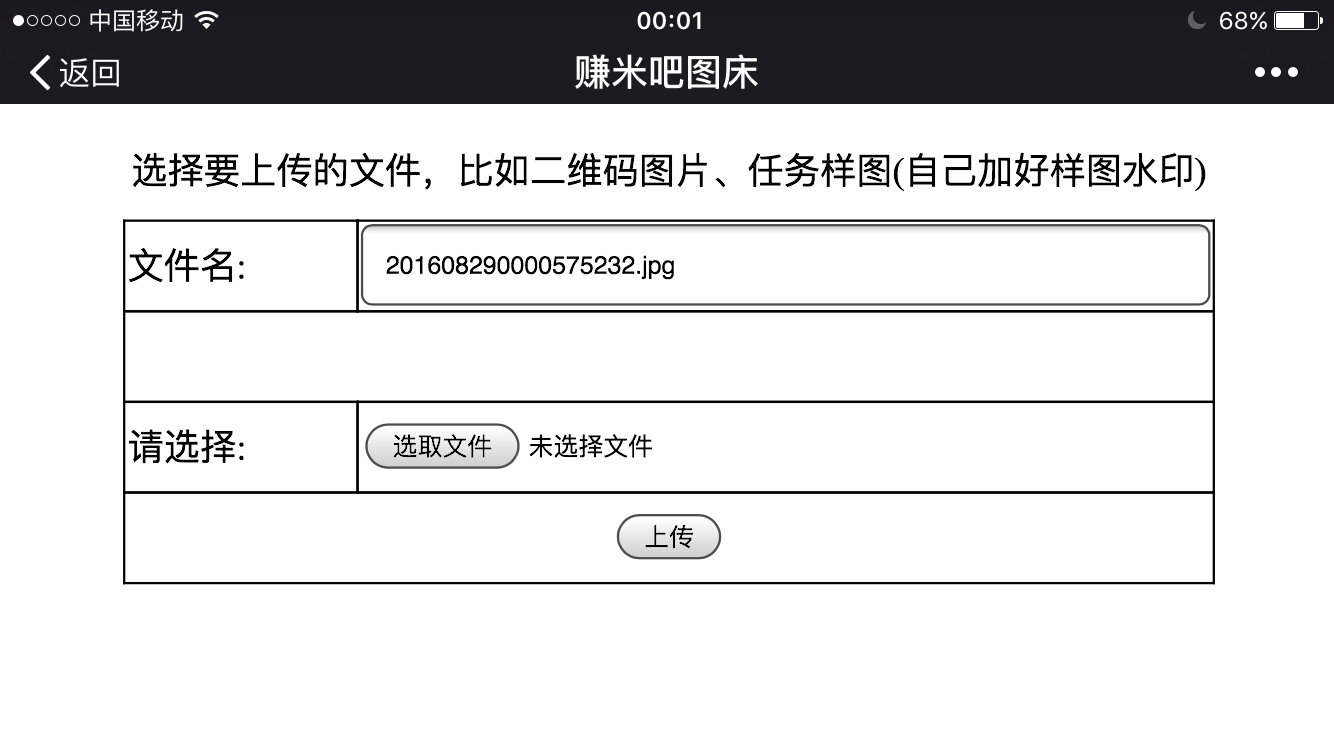 中国移动 00:01 68%
返回 赚米吧图床
选择要上传的文件，比如二维码图片、任务样图(自己加好样图水印)
文件名: 201608290000575232.jpg
请选择: 选取文件 未选择文件
上传